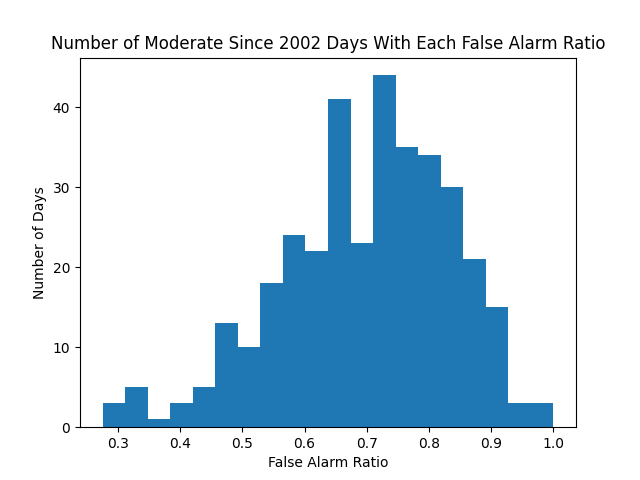 Number of Moderate Since 2002 Days With Each False Alarm Ratio
40
30
20
10
0
Number of Days
0.3 0.4 0.5 0.6 0.7 0.8 0.9 1.0
False Alarm Ratio